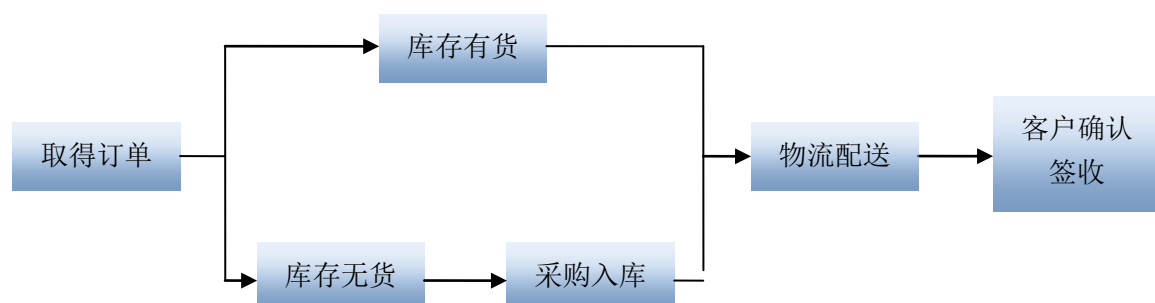 库存有货
取得订单
物流配送
客户确认
签收
库存无货
采购入库